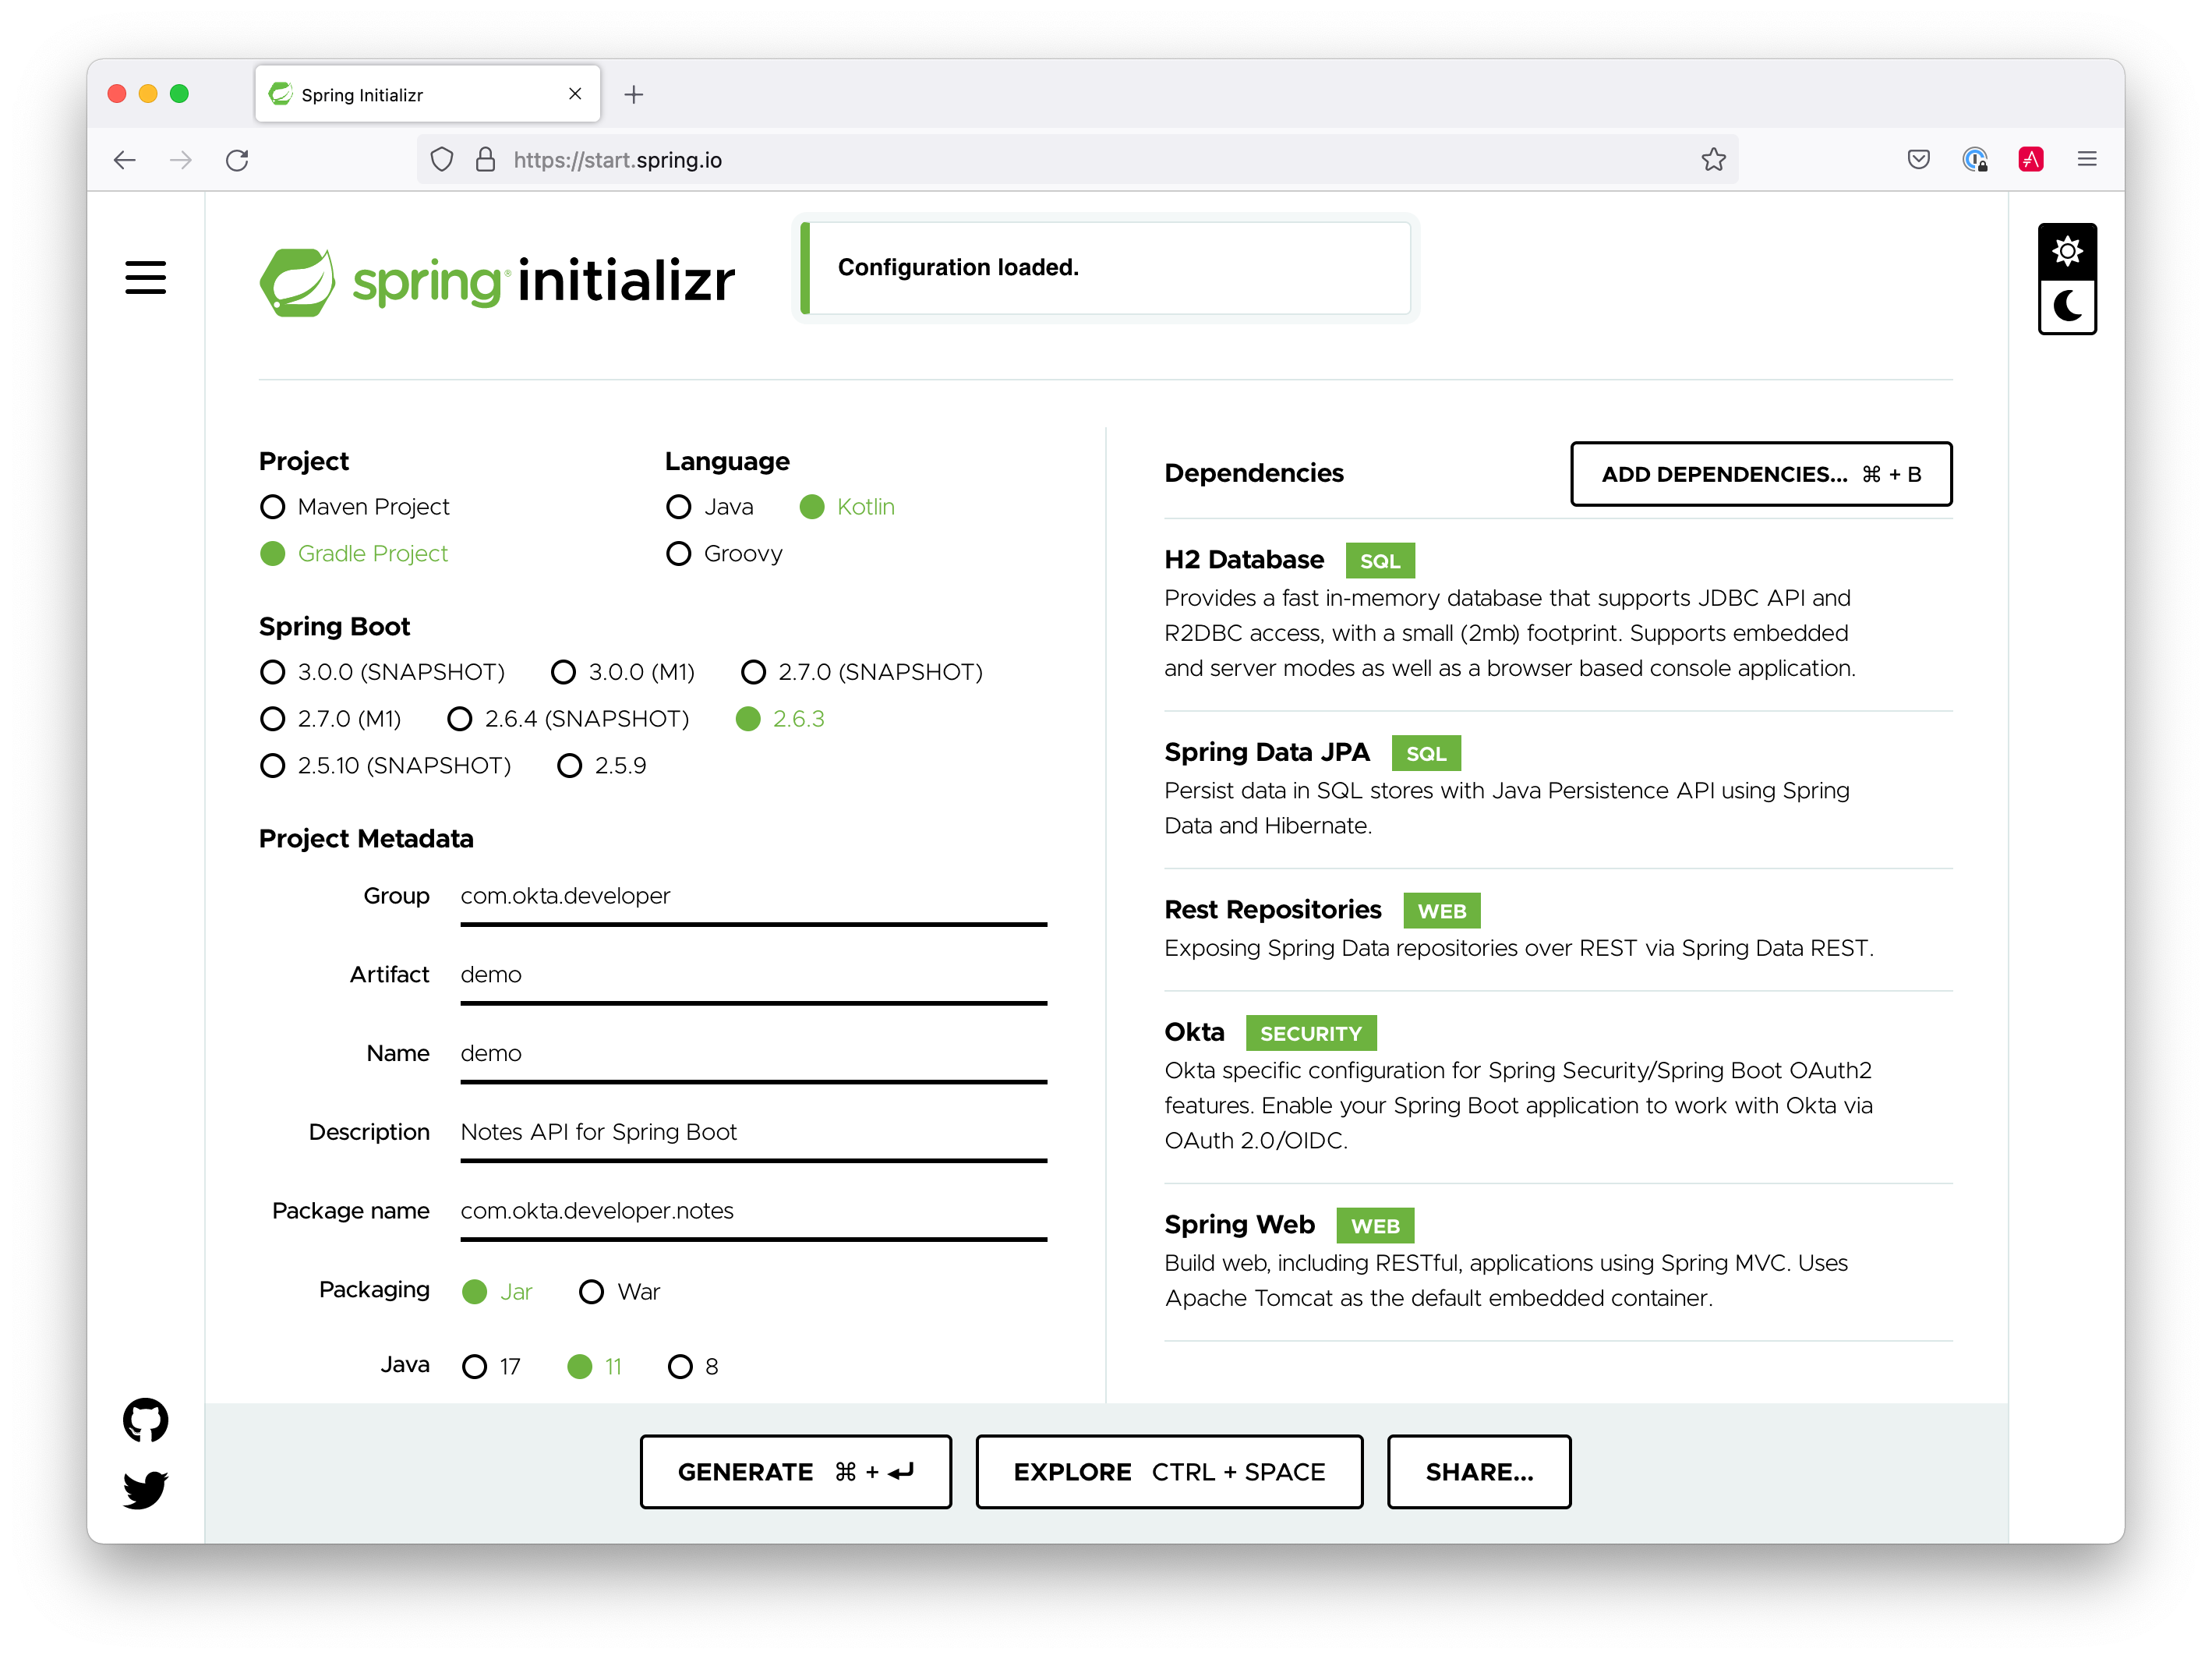 Spring Initializr
https://start.spring.io
spring® initializr
Configuration loaded.
Project
Maven Project
Gradle Project
Language
Java Kotlin
Groovy
Spring Boot
3.0.0 (SNAPSHOT) 3.0.0 (M1) 2.7.0 (SNAPSHOT)
2.7.0 (M1) 2.6.4 (SNAPSHOT) 2.6.3
2.5.10 (SNAPSHOT) 2.5.9
Project Metadata
Group com.okta.developer
Artifact demo
Name demo
Description Notes API for Spring Boot
Package name com.okta.developer.notes
Packaging Jar War
Java 17 11 8
Dependencies
ADD DEPENDENCIES... ⌘ + B
H2 Database SQL
Provides a fast in-memory database that supports JDBC API and
R2DBC access, with a small (2mb) footprint. Supports embedded
and server modes as well as a browser based console application.
Spring Data JPA SQL
Persist data in SQL stores with Java Persistence API using Spring
Data and Hibernate.
Rest Repositories WEB
Exposing Spring Data repositories over REST via Spring Data REST.
Okta SECURITY
Okta specific configuration for Spring Security/Spring Boot OAuth2
features. Enable your Spring Boot application to work with Okta via
OAuth 2.0/OIDC.
Spring Web WEB
Build web, including RESTful, applications using Spring MVC. Uses
Apache Tomcat as the default embedded container.
GENERATE ⌘ + ⏎
EXPLORE CTRL + SPACE
SHARE...